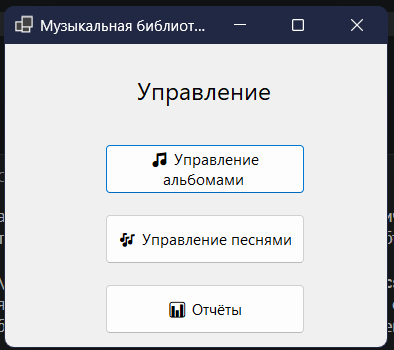 Музыкальная библиот...
Управление
🎵 Управление
альбомами
🎶 Управление песнями
📊 Отчёты